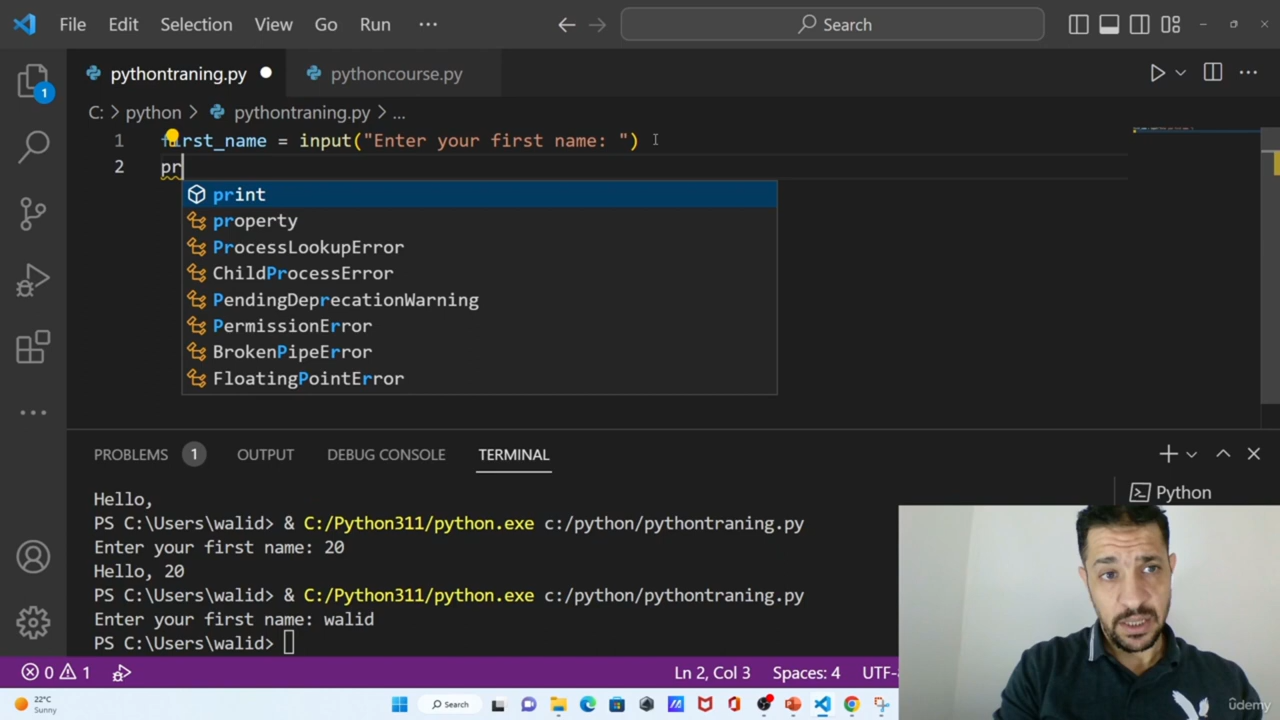 File Edit Selection View Go Run ··· Search
pythontraning.py pythoncourse.py
C: > python > pythontraning.py > ...
1 first_name = input("Enter your first name: ")
2 pr
print
property
ProcessLookupError
ChildProcessError
PendingDeprecationWarning
PermissionError
BrokenPipeError
FloatingPointError
PROBLEMS 1 OUTPUT DEBUG CONSOLE TERMINAL
Python
Hello,
PS C:\Users\walid> & C:/Python311/python.exe c:/python/pythontraning.py
Enter your first name: 20
Hello, 20
PS C:\Users\walid> & C:/Python311/python.exe c:/python/pythontraning.py
Enter your first name: walid
PS C:\Users\walid>
0 1 Ln 2, Col 3 Spaces: 4 UTF-8
22°C
Sunny
Search
udemy